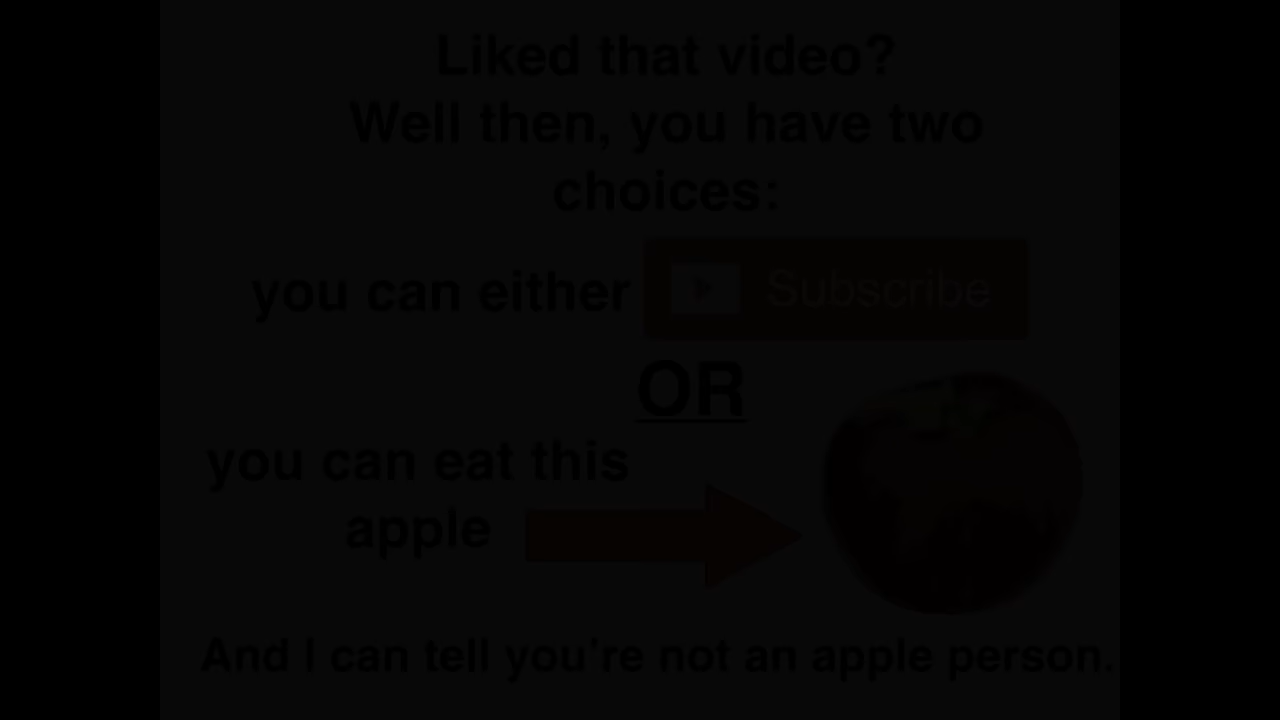 Liked that video?
Well then, you have two
choices:
you can either Subscribe
OR
you can eat this
apple
And I can tell you're not an apple person.